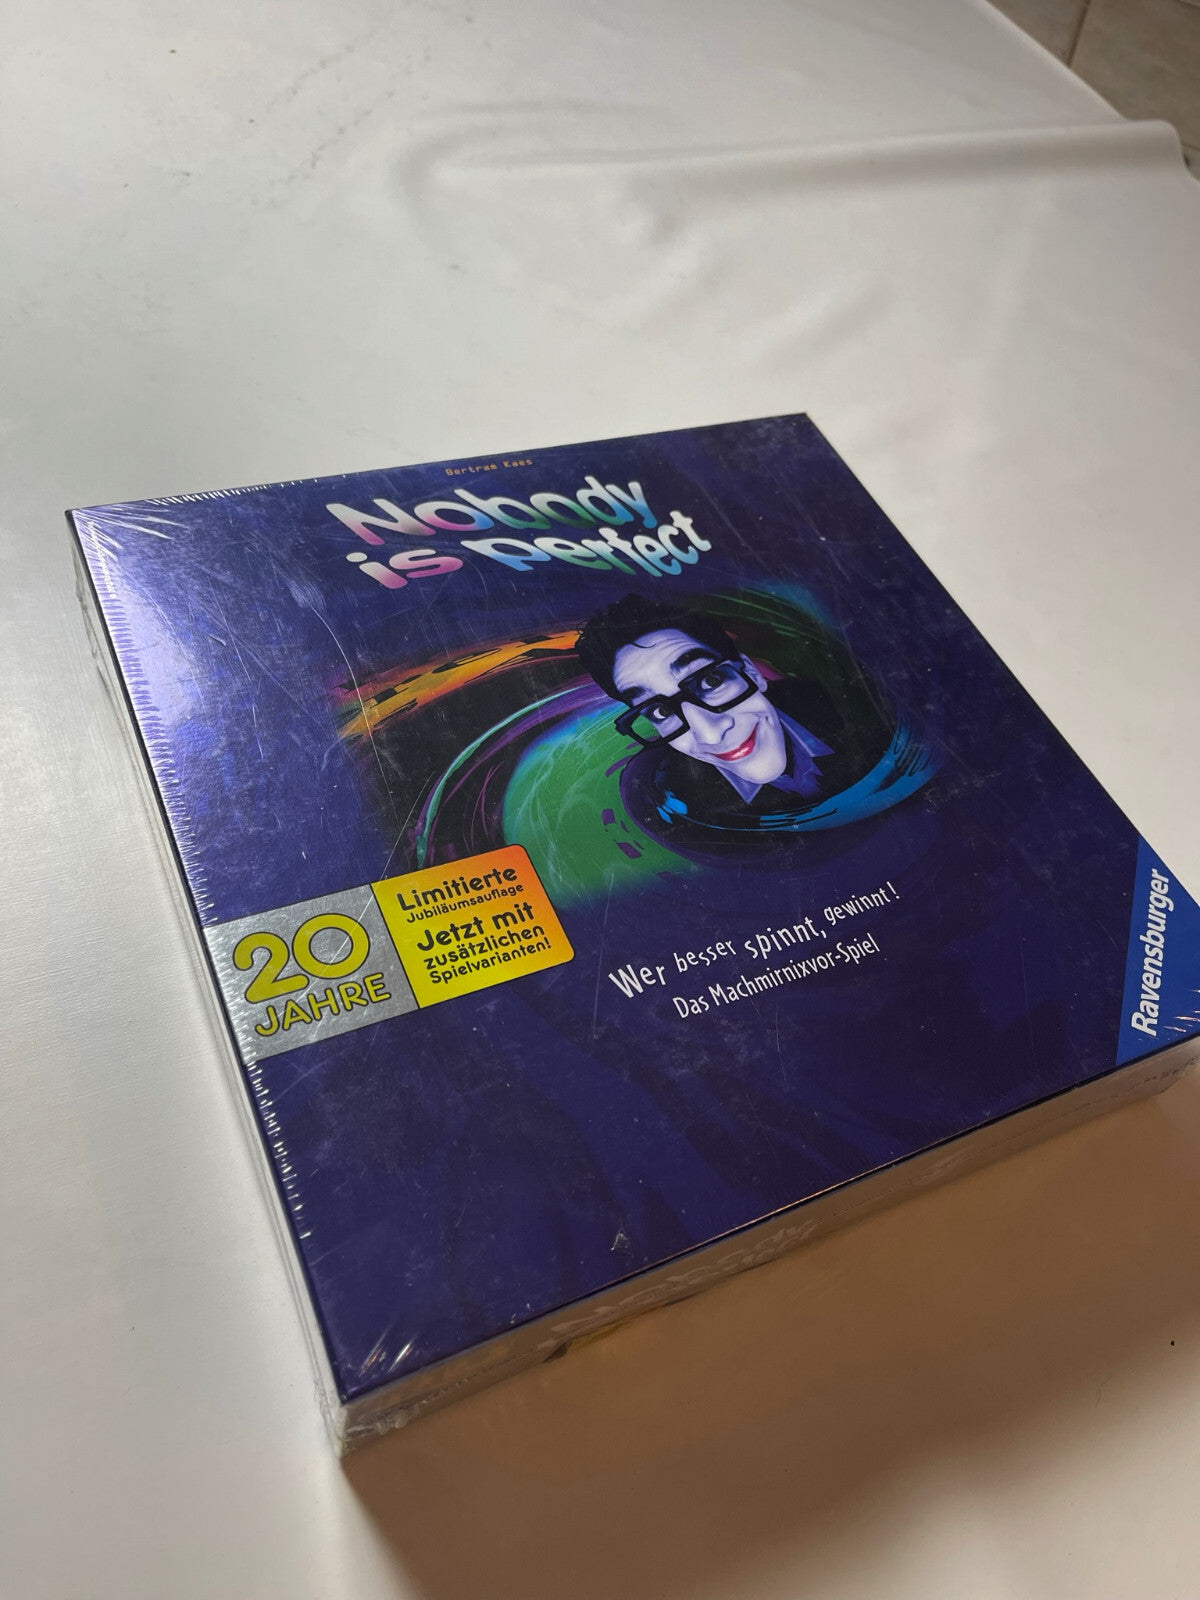 Bertram Kaes
Nobody
is perfect
20
JAHRE
Limitierte
Jubiläumsauflage
Jetzt mit
zusätzlichen
Spielvarianten!
Wer besser spinnt, gewinnt!
Das Machmirnixvor-Spiel
Ravensburger
Nobody